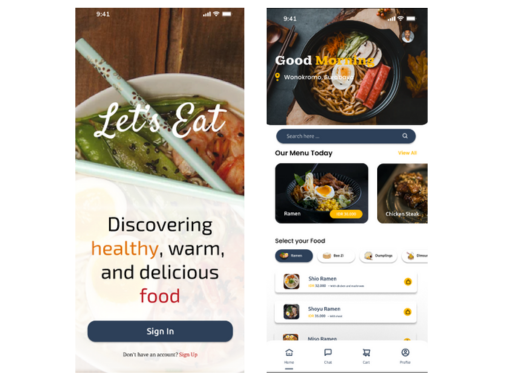 9:41
Let's Eat
Discovering
healthy, warm,
and delicious
food
Sign In
Don't have an account? Sign Up
9:41
Good Morning
Wonokromo, Surabaya
Search here ...
Our Menu Today
View All
Ramen
Chicken Steak
Select your Food
Ramen
Dumplings
Shio Ramen
Shoyu Ramen
Miso Ramen
Home
Chat
Cart
Profile